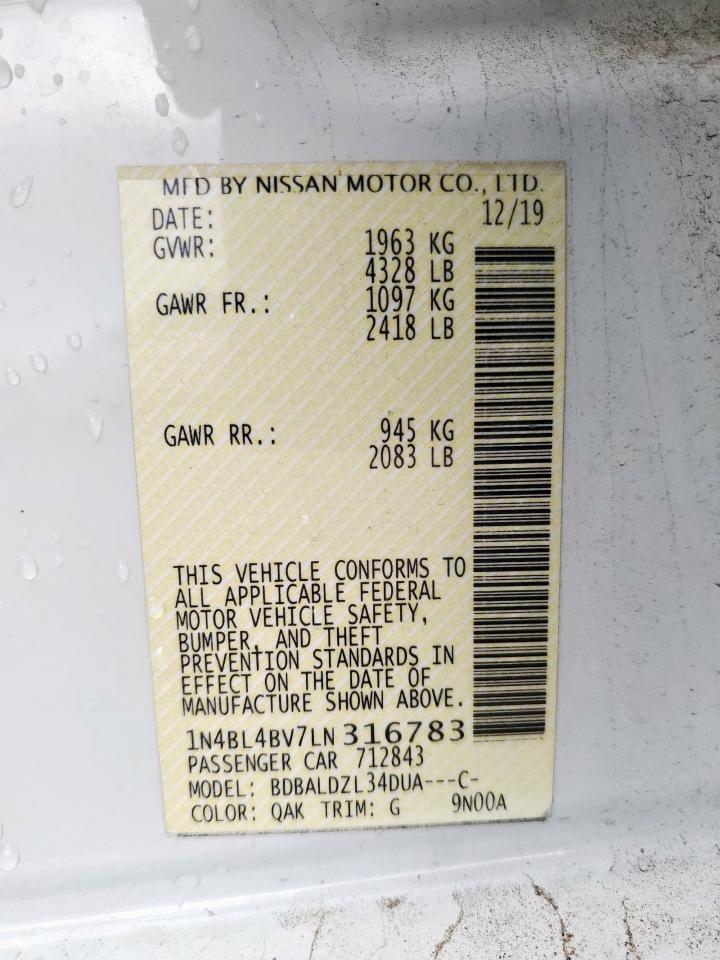 MFD BY NISSAN MOTOR CO., LTD.
DATE: 12/19
GVWR: 1963 KG
4328 LB
GAWR FR.: 1097 KG
2418 LB
GAWR RR.: 945 KG
2083 LB
THIS VEHICLE CONFORMS TO
ALL APPLICABLE FEDERAL
MOTOR VEHICLE SAFETY,
BUMPER, AND THEFT
PREVENTION STANDARDS IN
EFFECT ON THE DATE OF
MANUFACTURE SHOWN ABOVE.
1N4BL4BV7LN316783
PASSENGER CAR 712843
MODEL: BDBALDZL34DUA---C-
COLOR: QAK TRIM: G 9N00A